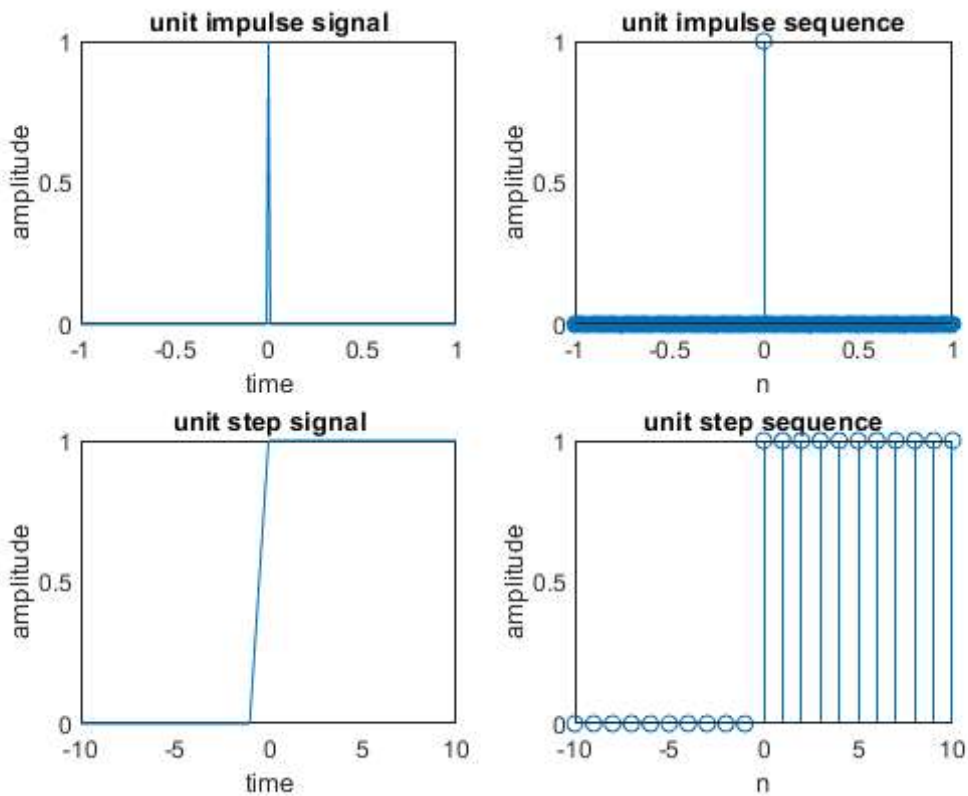 unit impulse signal
1
0.5
0
amplitude
-1 -0.5 0 0.5 1
time
unit impulse sequence
1
0.5
0
amplitude
-1 -0.5 0 0.5 1
n
unit step signal
1
0.5
0
amplitude
-10 -5 0 5 10
time
unit step sequence
1
0.5
0
amplitude
-10 -5 0 5 10
n